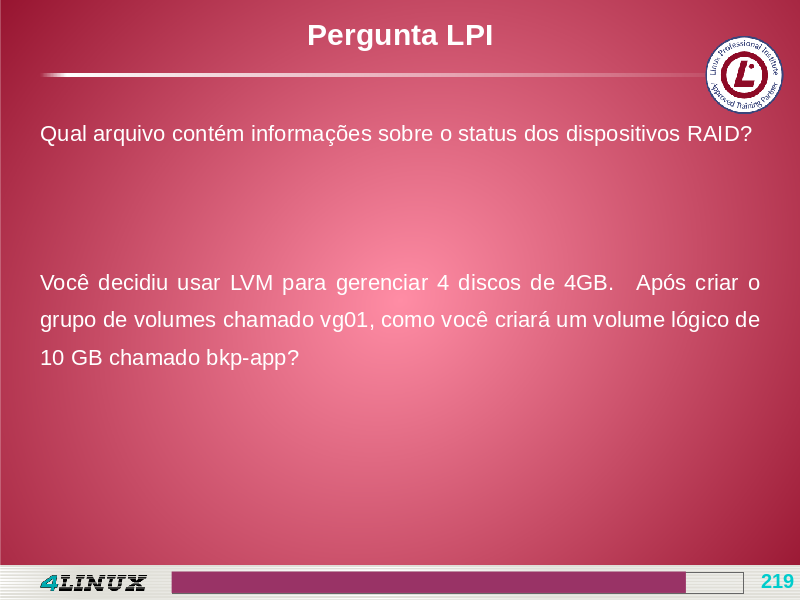 Pergunta LPI
Linux Professional Institute
Approved Training Partner
Qual arquivo contém informações sobre o status dos dispositivos RAID?
Você decidiu usar LVM para gerenciar 4 discos de 4GB. Após criar o
grupo de volumes chamado vg01, como você criará um volume lógico de
10 GB chamado bkp-app?
4LINUX
219